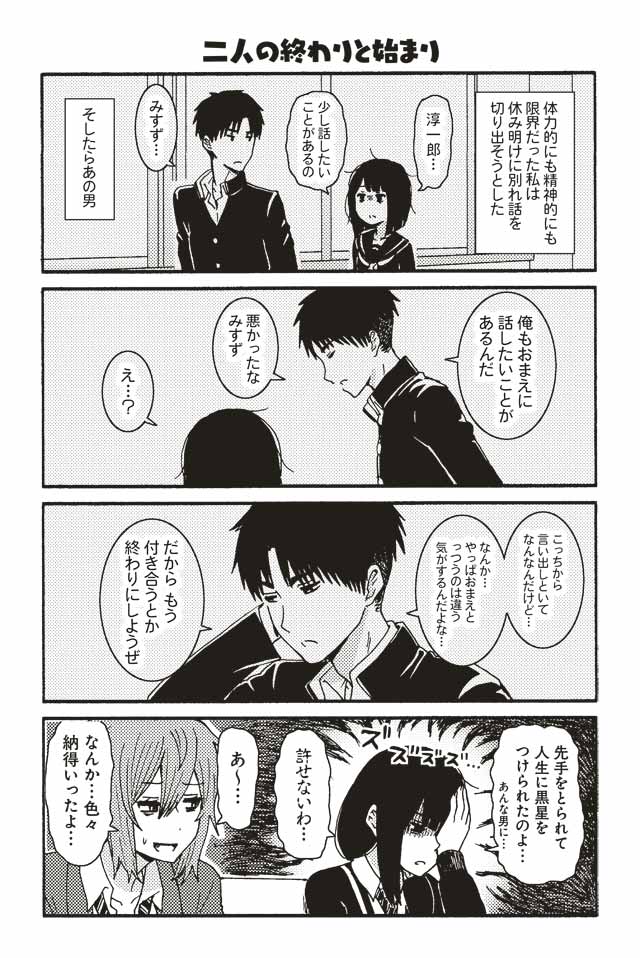 二人の終わりと始まり
体力的にも精神的にも
限界だった私は
休み明けに別れ話を
切り出そうとした
淳一郎…
少し話したい
ことがあるの
みすず…
そしたらあの男
俺もおまえに
話したいことが
あるんだ
悪かったな
みすず
え…?
こっちから
言い出しといて
なんなんだけど…
なんか…
やっぱおまえと
っつうのは違う
気がするんだよな…
だから もう
付き合うとか
終わりにしようぜ
先手をとられて
人生に黒星を
つけられたのよ…
あんな男に…
ズズズズ…
許せないわ…
あ〜…
なんか…色々
納得いったよ…